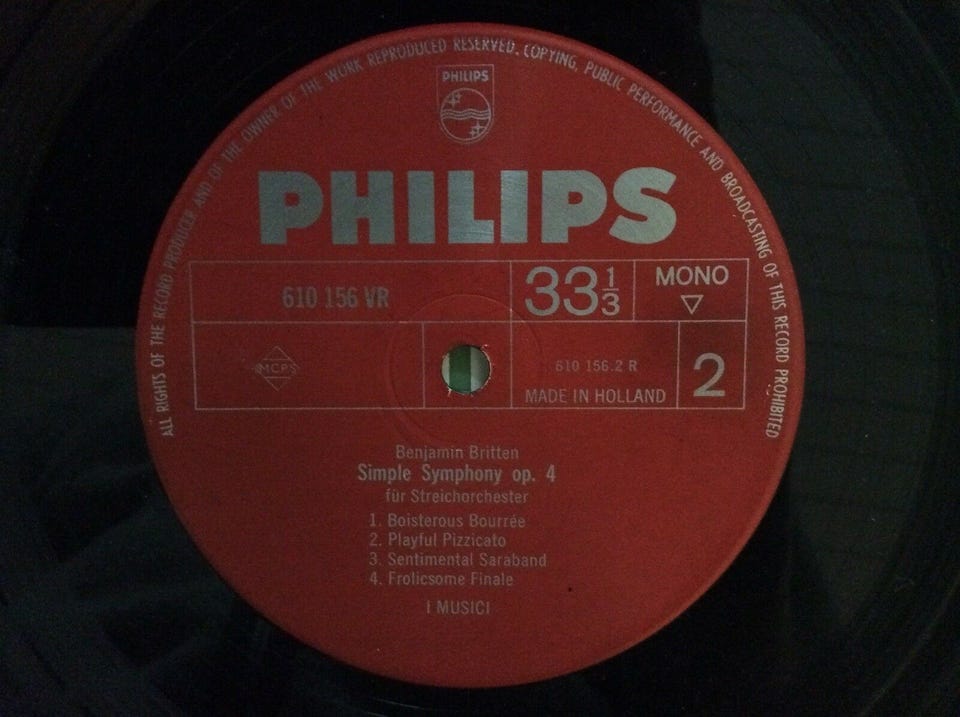 ALL RIGHTS OF THE RECORD PRODUCER AND OF THE OWNER OF THE WORK REPRODUCED RESERVED. COPYING, PUBLIC PERFORMANCE AND BROADCASTING OF THIS RECORD PROHIBITED
PHILIPS
PHILIPS
610 156 VR
33 1/3
MONO
MCPS
610 156.2 R
MADE IN HOLLAND
2
Benjamin Britten
Simple Symphony op. 4
für Streichorchester
1. Boisterous Bourrée
2. Playful Pizzicato
3. Sentimental Saraband
4. Frolicsome Finale
I MUSICI